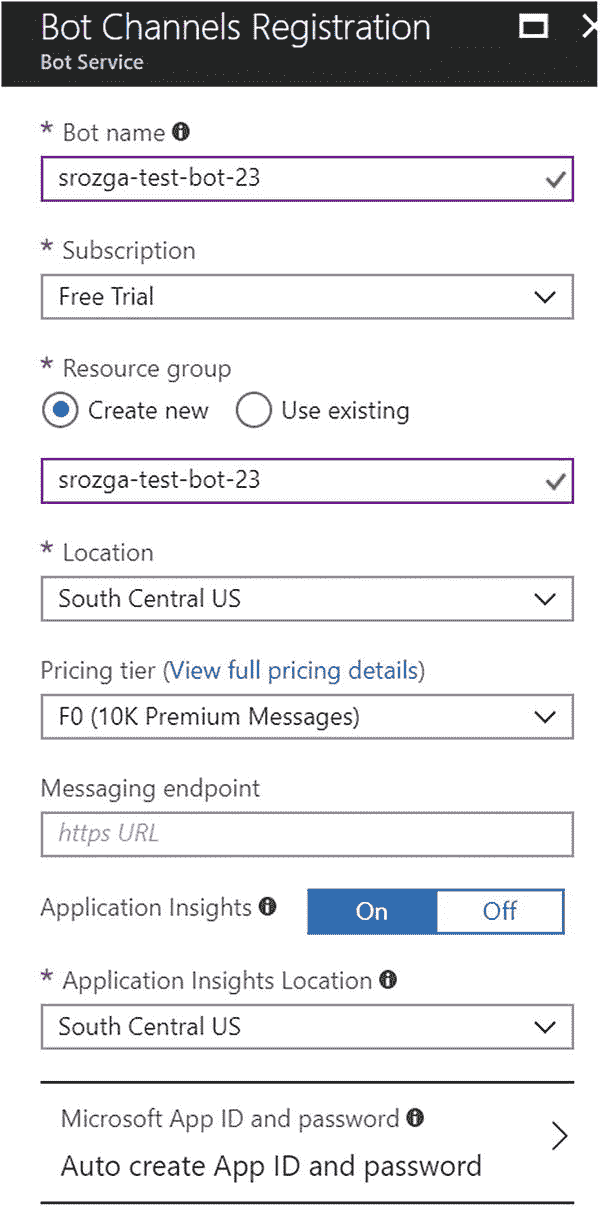 Bot Channels Registration
Bot Service
* Bot name
srozga-test-bot-23
* Subscription
Free Trial
* Resource group
Create new Use existing
srozga-test-bot-23
* Location
South Central US
Pricing tier (View full pricing details)
F0 (10K Premium Messages)
Messaging endpoint
https URL
Application Insights On Off
* Application Insights Location
South Central US
Microsoft App ID and password
Auto create App ID and password